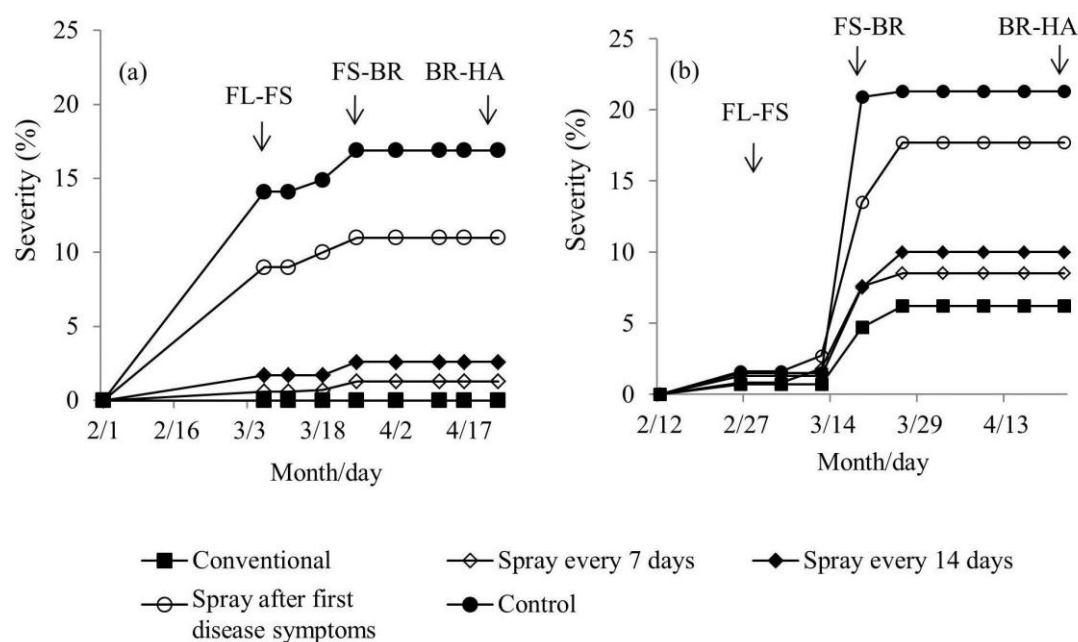 (a)
FL-FS
FS-BR
BR-HA
Severity (%)
25
20
15
10
5
0
2/1
2/16
3/3
3/18
4/2
4/17
Month/day
(b)
FL-FS
FS-BR
BR-HA
Severity (%)
25
20
15
10
5
0
2/12
2/27
3/14
3/29
4/13
Month/day
Conventional
Spray every 7 days
Spray every 14 days
Spray after first
disease symptoms
Control